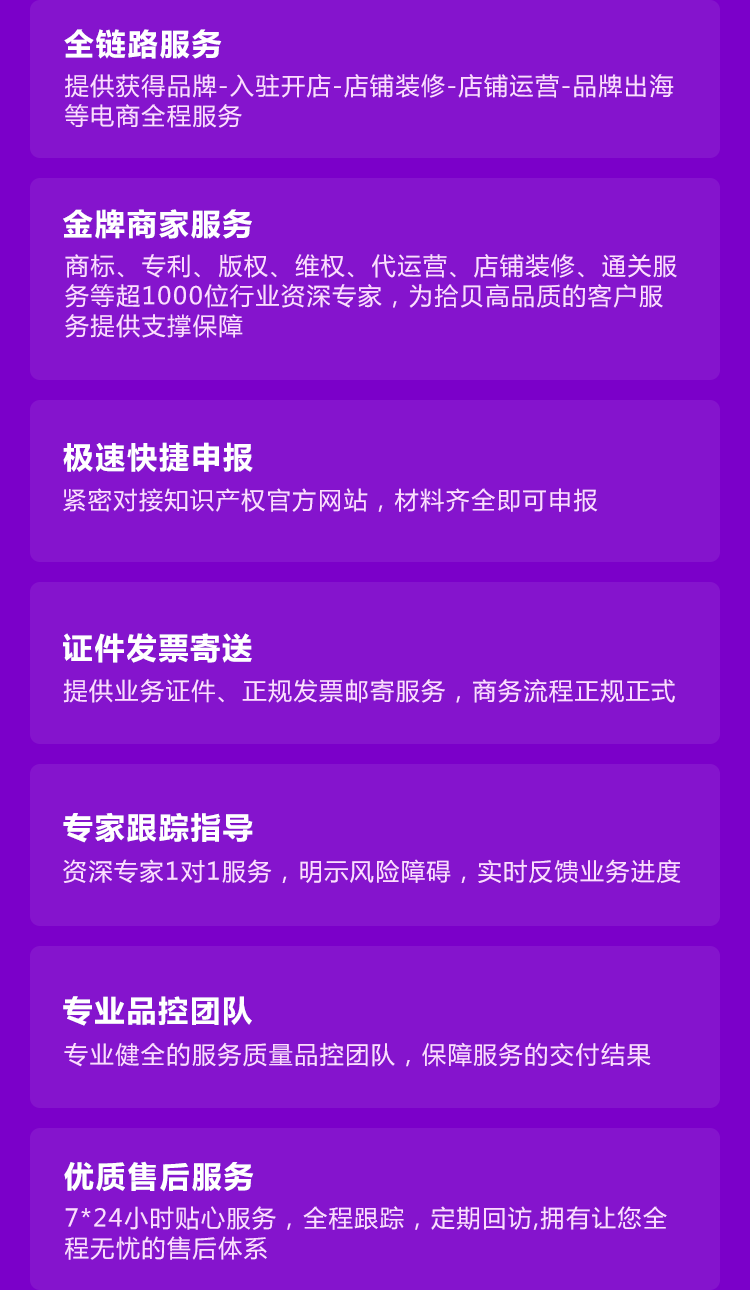 全链路服务
提供获得品牌-入驻开店-店铺装修-店铺运营-品牌出海
等电商全程服务
金牌商家服务
商标、专利、版权、维权、代运营、店铺装修、通关服
务等超1000位行业资深专家，为拾贝高品质的客户服
务提供支撑保障
极速快捷申报
紧密对接知识产权官方网站，材料齐全即可申报
证件发票寄送
提供业务证件、正规发票邮寄服务，商务流程正规正式
专家跟踪指导
资深专家1对1服务，明示风险障碍，实时反馈业务进度
专业品控团队
专业健全的服务质量品控团队，保障服务的交付结果
优质售后服务
7*24小时贴心服务，全程跟踪，定期回访,拥有让您全
程无忧的售后体系